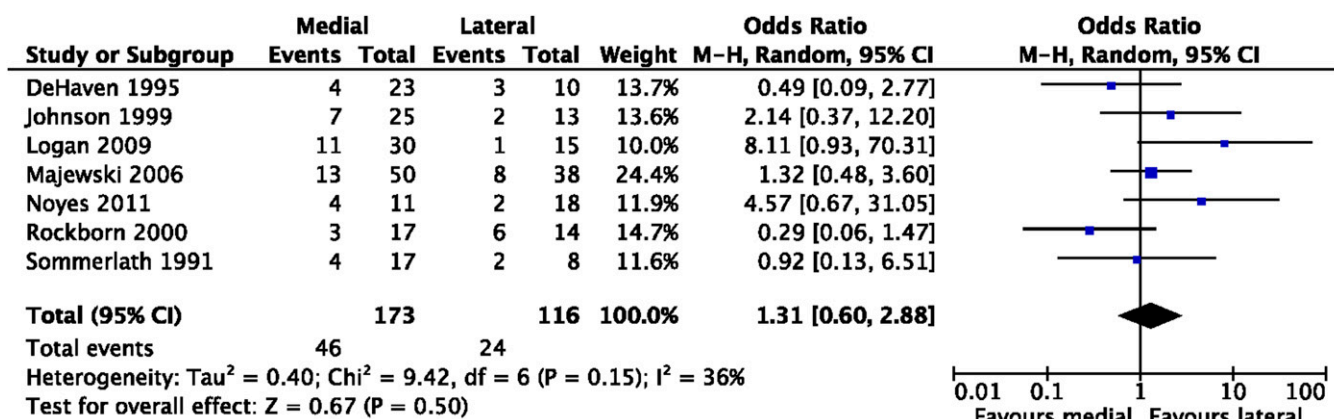 Medial Lateral Odds Ratio Odds Ratio
Study or Subgroup Events Total Events Total Weight M-H, Random, 95% CI M-H, Random, 95% CI
DeHaven 1995 4 23 3 10 13.7% 0.49 [0.09, 2.77]
Johnson 1999 7 25 2 13 13.6% 2.14 [0.37, 12.20]
Logan 2009 11 30 1 15 10.0% 8.11 [0.93, 70.31]
Majewski 2006 13 50 8 38 24.4% 1.32 [0.48, 3.60]
Noyes 2011 4 11 2 18 11.9% 4.57 [0.67, 31.05]
Rockborn 2000 3 17 6 14 14.7% 0.29 [0.06, 1.47]
Sommerlath 1991 4 17 2 8 11.6% 0.92 [0.13, 6.51]
Total (95% CI) 173 116 100.0% 1.31 [0.60, 2.88]
Total events 46 24
Heterogeneity: Tau² = 0.40; Chi² = 9.42, df = 6 (P = 0.15); I² = 36%
Test for overall effect: Z = 0.67 (P = 0.50)
0.01 0.1 1 10 100
Favours medial Favours lateral